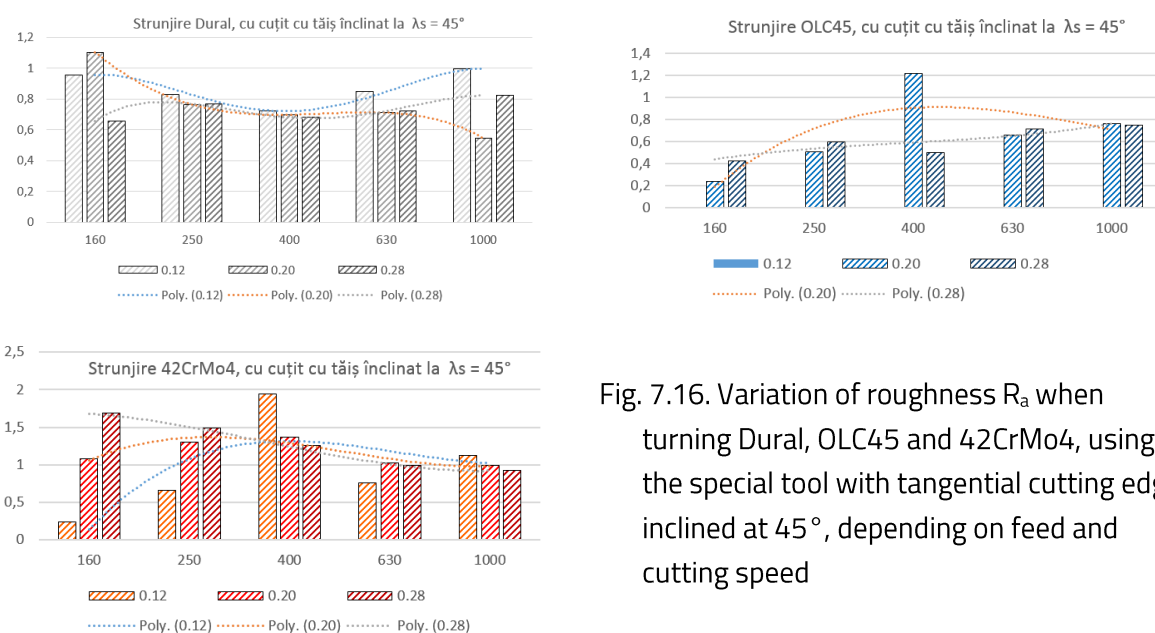 Strunjire Dural, cu cuțit cu tăiș înclinat la λs = 45°
1,2
1
0,8
0,6
0,4
0,2
0
160 250 400 630 1000
0.12 0.20 0.28
Poly. (0.12) Poly. (0.20) Poly. (0.28)
Strunjire OLC45, cu cuțit cu tăiș înclinat la λs = 45°
1,4
1,2
1
0,8
0,6
0,4
0,2
0
160 250 400 630 1000
0.12 0.20 0.28
Poly. (0.20) Poly. (0.28)
Strunjire 42CrMo4, cu cuțit cu tăiș înclinat la λs = 45°
2,5
2
1,5
1
0,5
0
160 250 400 630 1000
0.12 0.20 0.28
Poly. (0.12) Poly. (0.20) Poly. (0.28)
Fig. 7.16. Variation of roughness Rₐ when
turning Dural, OLC45 and 42CrMo4, using
the special tool with tangential cutting edg
inclined at 45°, depending on feed and
cutting speed